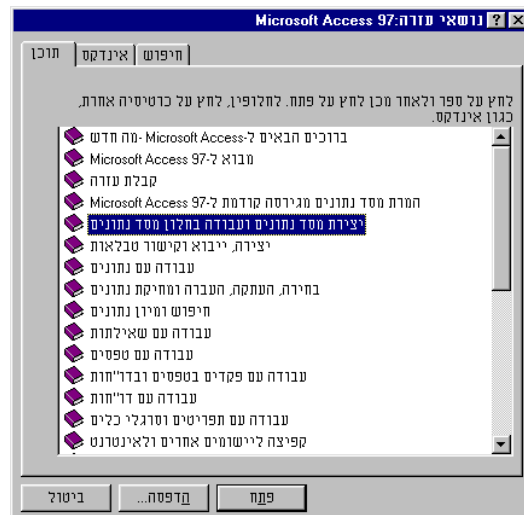 נושאי עזרה:Microsoft Access 97
תוכן
אינדקס
חיפוש
לחץ על ספר ולאחר מכן לחץ על פתח. לחלופין, לחץ על כרטיסיה אחרת,
כגון אינדקס.
ברוכים הבאים ל-Microsoft Access -מה חדש
מבוא ל-Microsoft Access 97
קבלת עזרה
המרת מסד נתונים מגירסה קודמת ל-Microsoft Access 97
יצירת מסד נתונים ועבודה בחלון מסד נתונים
יצירה, ייבוא וקישור טבלאות
עבודה עם נתונים
בחירה, העתקה, העברה ומחיקת נתונים
חיפוש ומיון נתונים
עבודה עם שאילתות
עבודה עם טפסים
עבודה עם פקדים בטפסים ובדו"חות
עבודה עם דו"חות
עבודה עם תפריטים וסרגלי כלים
קפיצה ליישומים אחרים ולאינטרנט
פתח
הדפסה...
ביטול